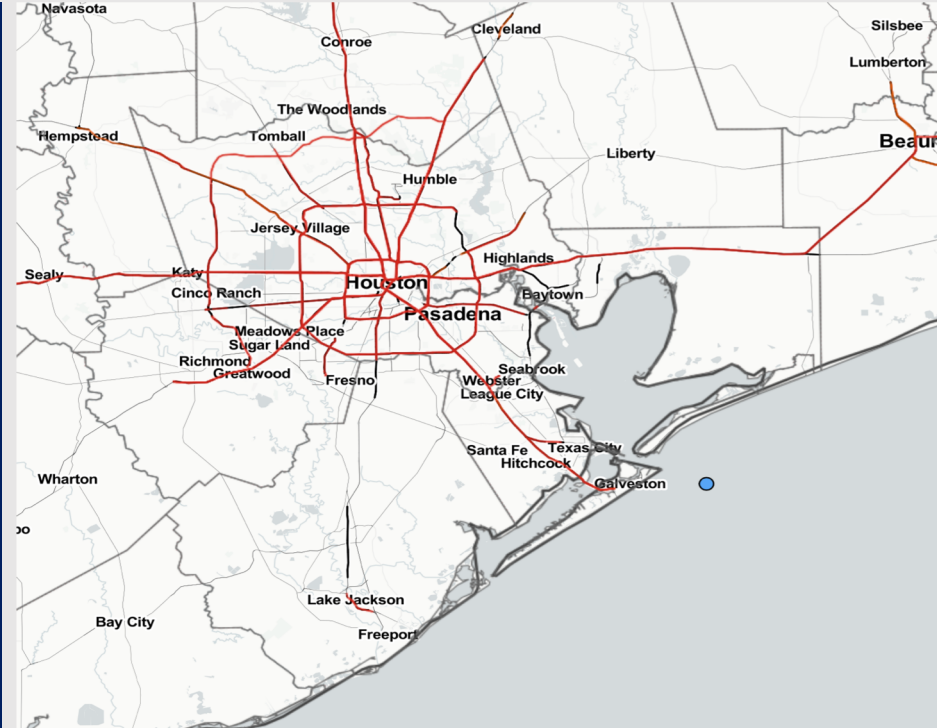 Navasota
Silsbee
Cleveland
Conroe
Lumberton
The Woodlands
Hempstead
Tomball
Beaur
Liberty
Humble
Jersey Village
Highlands
Sealy
Katy
Houston
Cinco Ranch
Baytown
Pasadena
Meadows Place
Sugar Land
Richmond
Greatwood
Seabrook
Fresno
Webster
League City
Santa Fe
Texas City
Hitchcock
Wharton
Galveston
oo
Lake Jackson
Bay City
Freeport